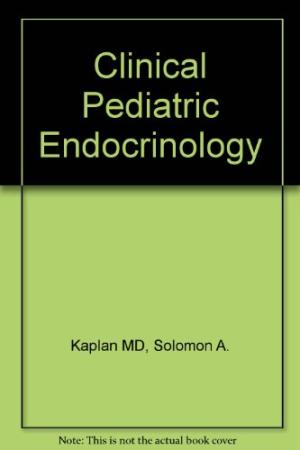 Clinical
Pediatric
Endocrinology
Kaplan MD, Solomon A.
Note: This is not the actual book cover